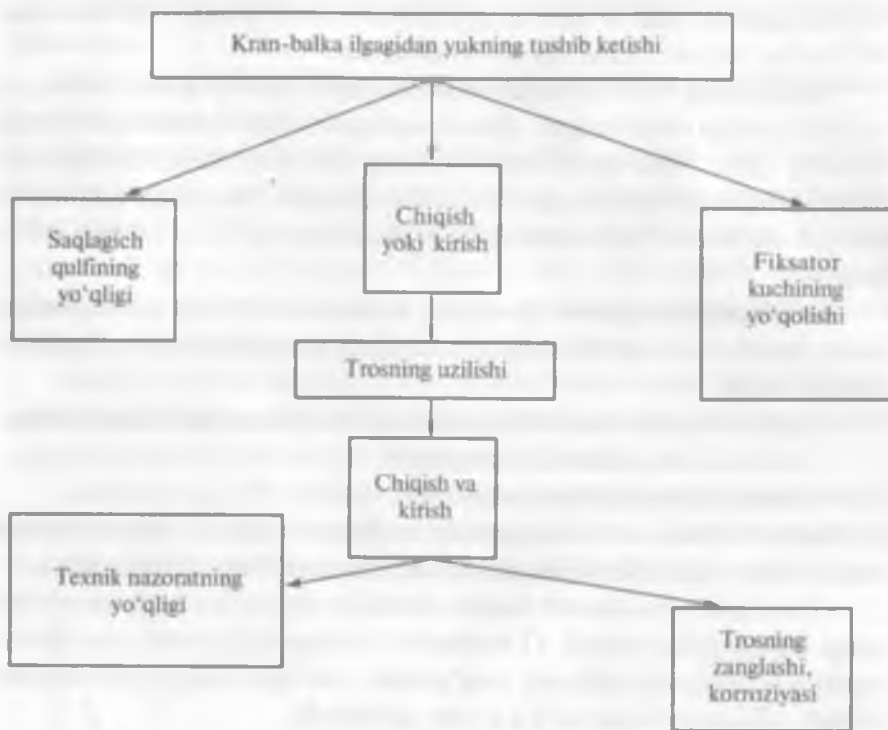 Kran-balka ilgagidan yukning tushib ketishi
Saqlagich
qulfining
yo‘qligi
Chiqish
yoki kirish
Fiksator
kuchining
yo‘qolishi
Trosning uzilishi
Chiqish va
kirish
Texnik nazoratning
yo‘qligi
Trosning
zanglashi,
korroziyasi